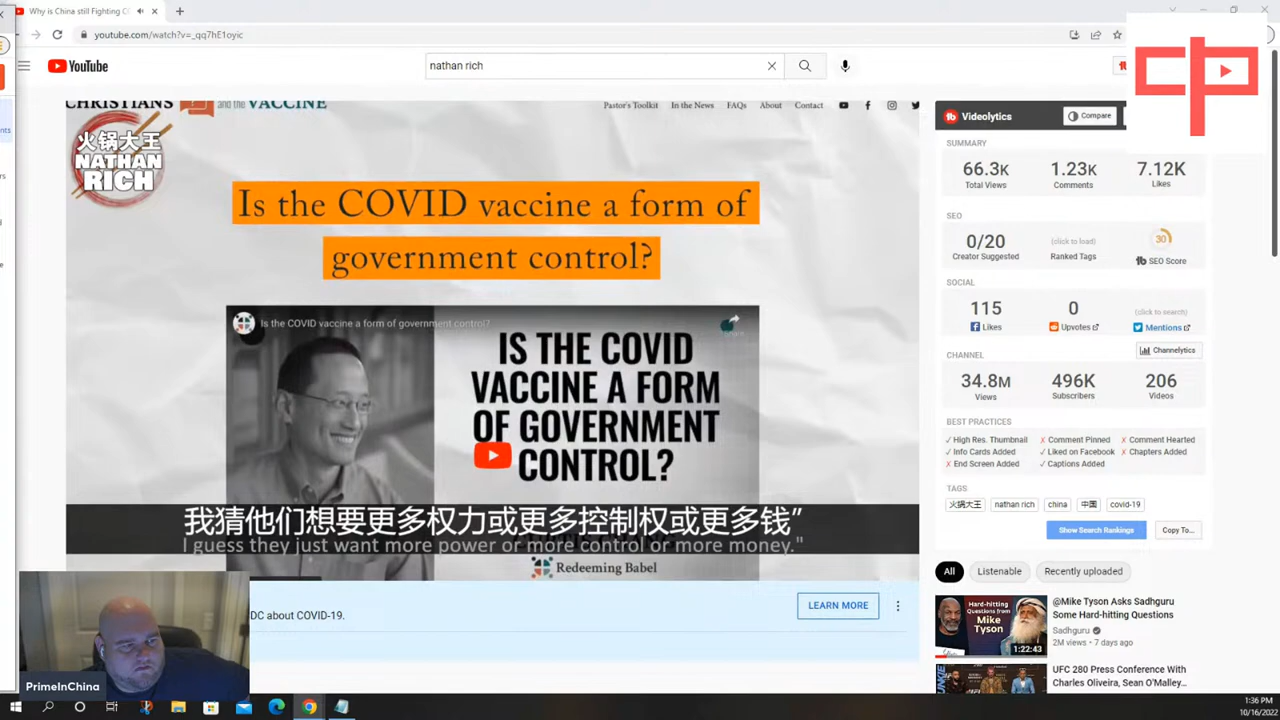 Why is China still Fighting C
youtube.com/watch?v=_qq7hE1oyic
YouTube
nathan rich
CHRISTIANS and the VACCINE
Pastor's Toolkit In the News FAQs About Contact
火锅大王
NATHAN
RICH
Is the COVID vaccine a form of
government control?
Is the COVID vaccine a form of government control?
IS THE COVID
VACCINE A FORM
OF GOVERNMENT
CONTROL?
我猜他们想要更多权力或更多控制权或更多钱”
I guess they just want more power or more control or more money."
Redeeming Babel
DC about COVID-19.
LEARN MORE
PrimeInChina
中
Videolytics
Compare
SUMMARY
66.3K 1.23K 7.12K
Total Views Comments Likes
SEO
0/20 30
Creator Suggested Ranked Tags SEO Score
(click to load)
SOCIAL
115 0 (click to search)
Likes Upvotes Mentions
Channelytics
CHANNEL
34.8M 496K 206
Views Subscribers Videos
BEST PRACTICES
✓ High Res. Thumbnail ✗ Comment Pinned ✗ Comment Hearted
✓ Info Cards Added ✓ Liked on Facebook ✗ Chapters Added
✗ End Screen Added ✓ Captions Added
TAGS
火锅大王 nathan rich china 中国 covid-19
Show Search Rankings Copy To...
All Listenable Recently uploaded
Hard-hitting
Questions from
Mike
Tyson
1:22:43
@Mike Tyson Asks Sadhguru
Some Hard-hitting Questions
Sadhguru
2M views • 7 days ago
UFC 280 Press Conference With
Charles Oliveira, Sean O'Malley...
1:36 PM
10/16/2022